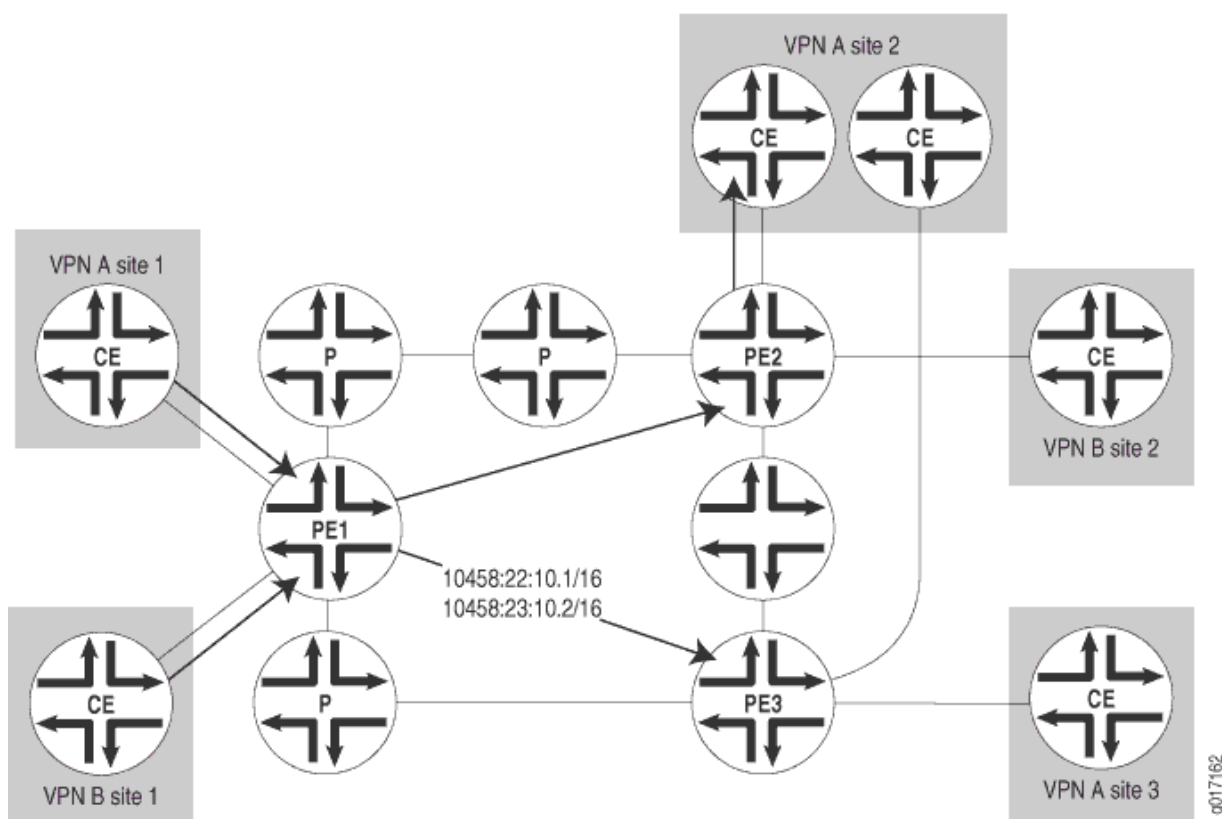 VPN A site 2
CE
CE
VPN A site 1
CE
P
P
PE2
CE
VPN B site 2
PE1
10458:22:10.1/16
10458:23:10.2/16
CE
VPN B site 1
P
PE3
CE
VPN A site 3
g017162